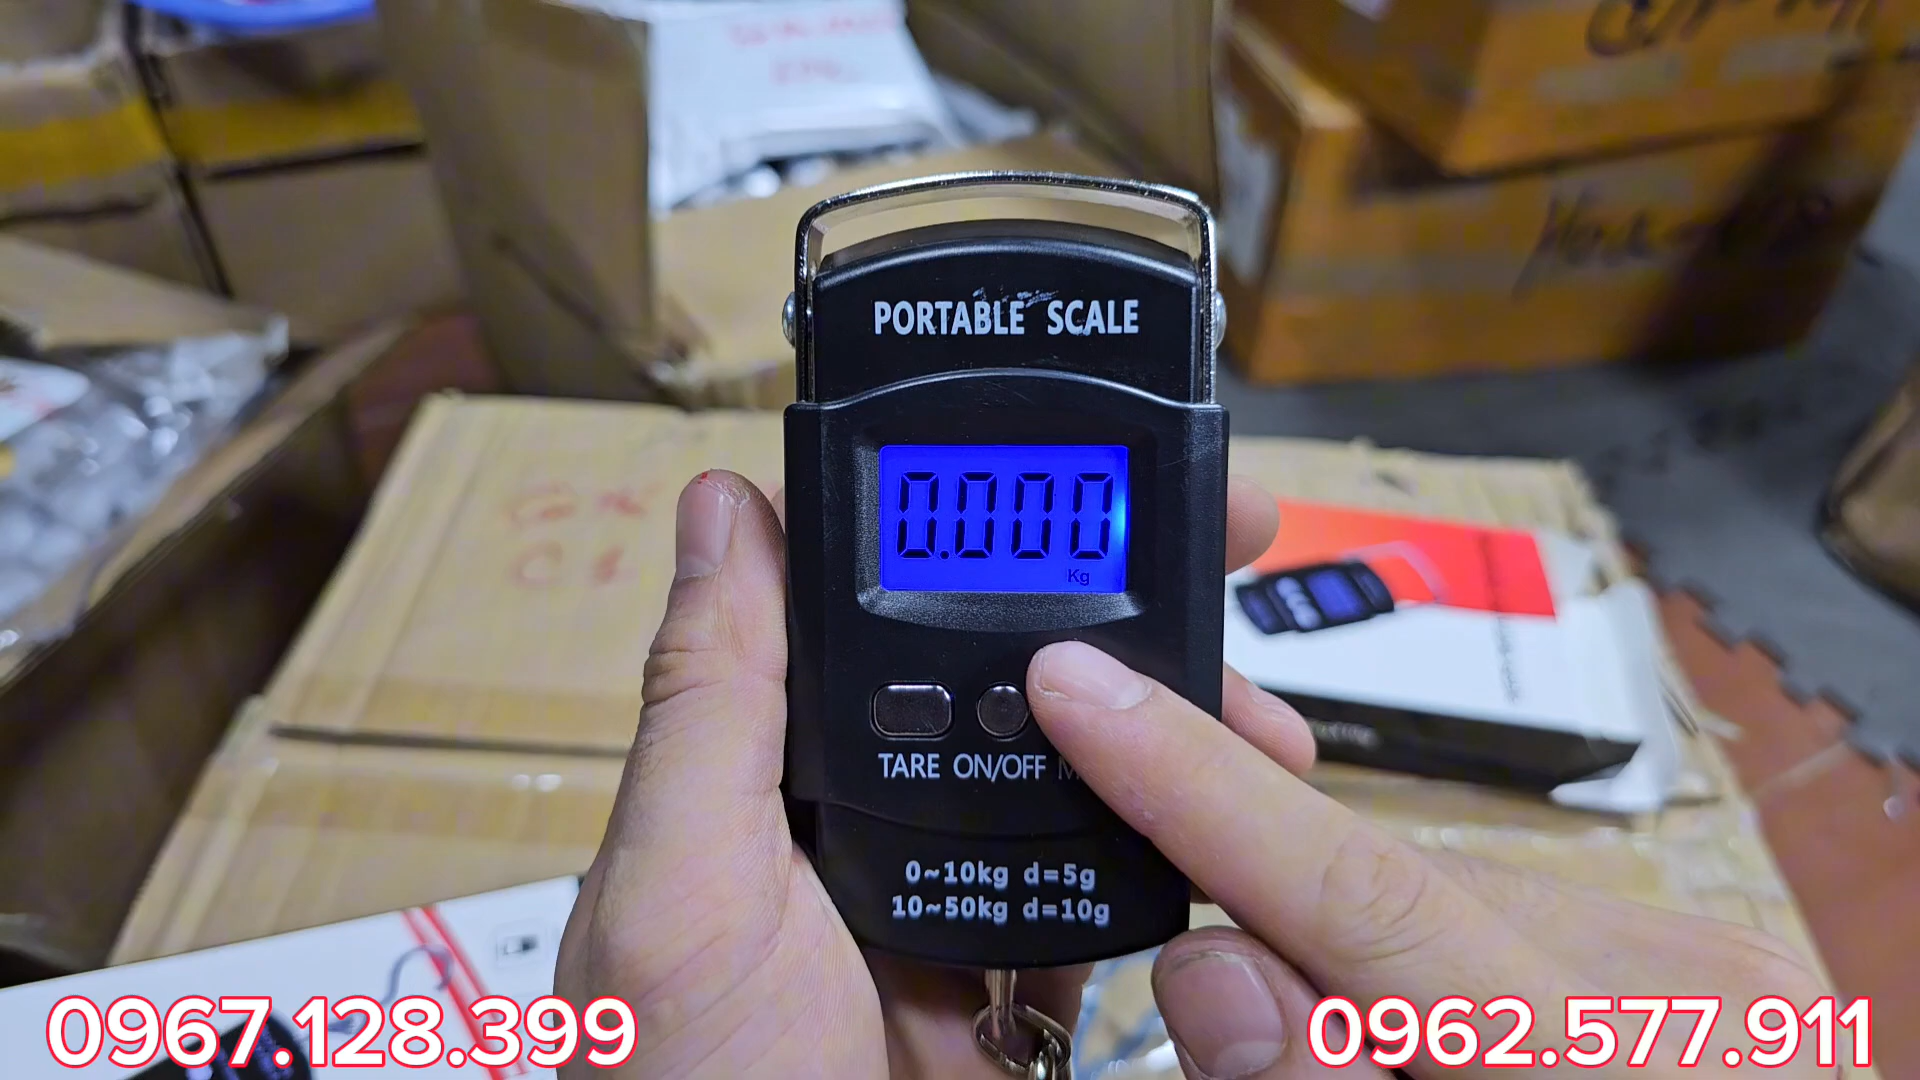 PORTABLE SCALE
0.000
Kg
TARE ON/OFF
0~10kg d=5g
10~50kg d=10g
0967.128.399
0962.577.911